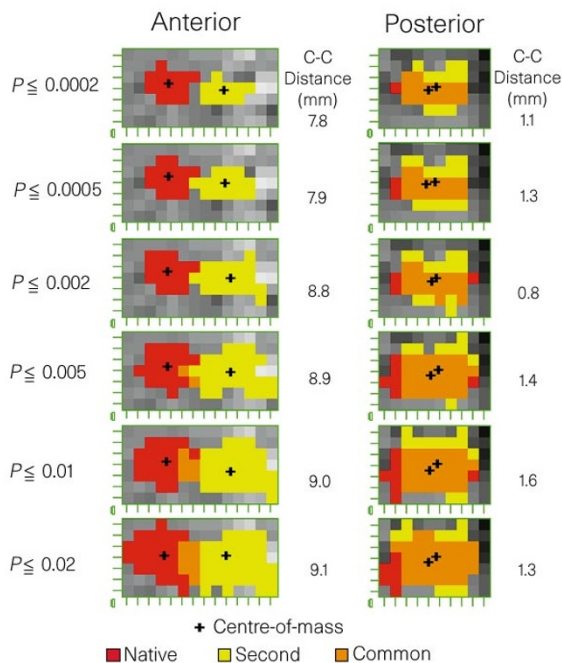 Anterior Posterior
C-C Distance (mm) C-C Distance (mm)
P ≦ 0.0002 7.8 1.1
P ≦ 0.0005 7.9 1.3
P ≦ 0.002 8.8 0.8
P ≦ 0.005 8.9 1.4
P ≦ 0.01 9.0 1.6
P ≦ 0.02 9.1 1.3
+ Centre-of-mass
Native Second Common